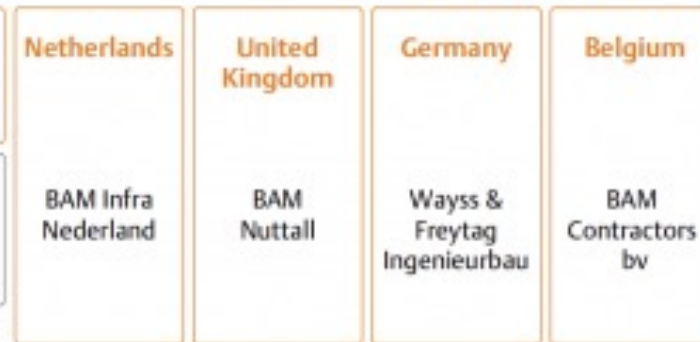 Netherlands
BAM Infra
Nederland
United
Kingdom
BAM
Nuttall
Germany
Wayss &
Freytag
Ingenieurbau
Belgium
BAM
Contractors
bv